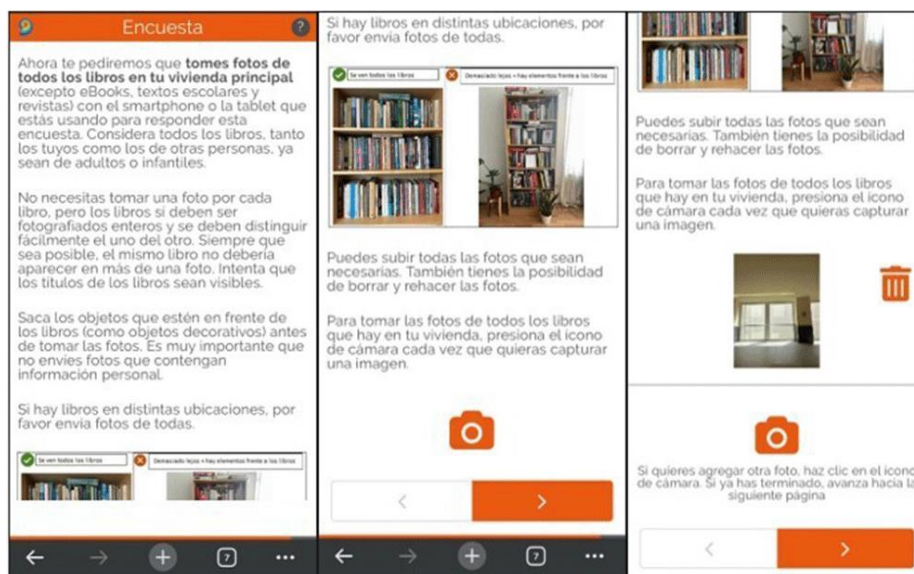 Encuesta
?
Ahora te pediremos que tomes fotos de
todos los libros en tu vivienda principal
(excepto eBooks, textos escolares y
revistas) con el smartphone o la tablet que
estás usando para responder esta
encuesta. Considera todos los libros, tanto
los tuyos como los de otras personas, ya
sean de adultos o infantiles.
No necesitas tomar una foto por cada
libro, pero los libros sí deben ser
fotografiados enteros y se deben distinguir
fácilmente el uno del otro. Siempre que
sea posible, el mismo libro no debería
aparecer en más de una foto. Intenta que
los títulos de los libros sean visibles.
Saca los objetos que estén en frente de
los libros (como objetos decorativos) antes
de tomar las fotos. Es muy importante que
no envíes fotos que contengan
información personal.
Si hay libros en distintas ubicaciones, por
favor envía fotos de todas.
Se ven todos los libros
Demasiado lejos + hay elementos frente a los libros
7
Si hay libros en distintas ubicaciones, por
favor envia fotos de todas.
Se ven todos los libros
Demasiado lejos + hay elementos frente a los libros
Puedes subir todas las fotos que sean
necesarias. También tienes la posibilidad
de borrar y rehacer las fotos.
Para tomar las fotos de todos los libros
que hay en tu vivienda, presiona el ícono
de cámara cada vez que quieras capturar
una imagen.
7
Puedes subir todas las fotos que sean
necesarias. También tienes la posibilidad
de borrar y rehacer las fotos.
Para tomar las fotos de todos los libros
que hay en tu vivienda, presiona el ícono
de cámara cada vez que quieras capturar
una imagen.
Si quieres agregar otra foto, haz clic en el ícono
de cámara. Si ya has terminado, avanza hacia la
siguiente página